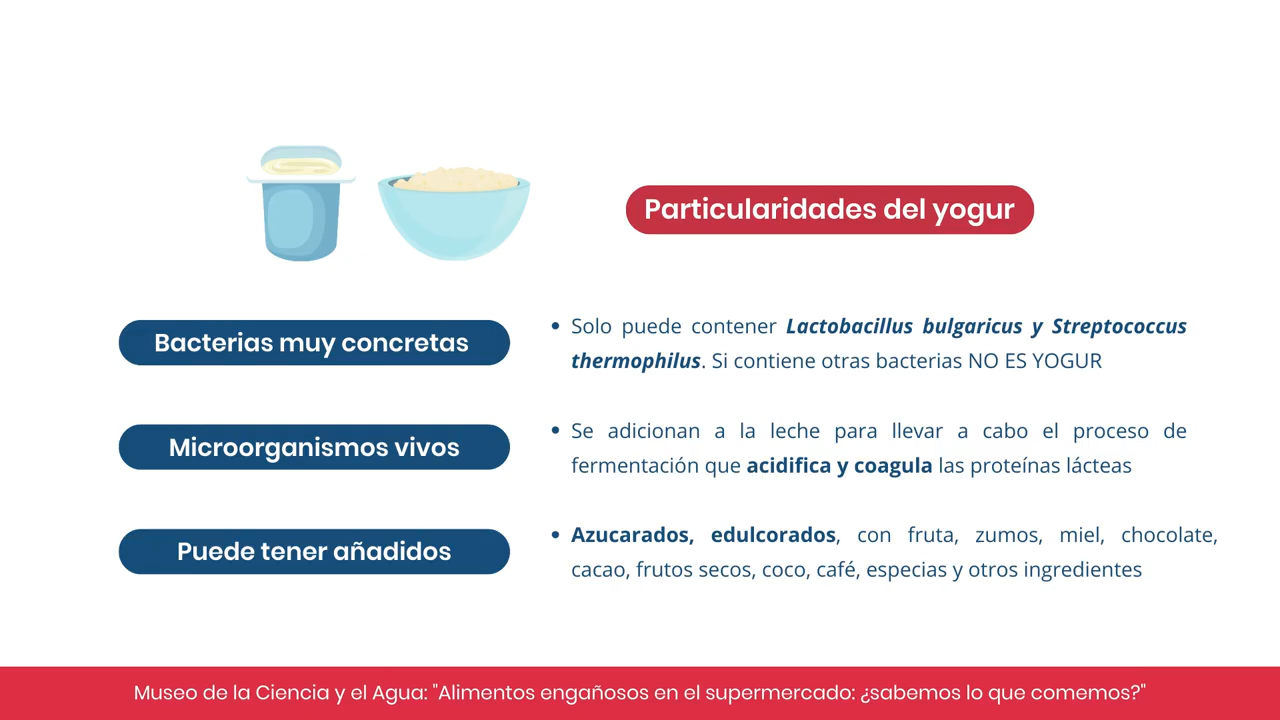 Particularidades del yogur
Bacterias muy concretas
• Solo puede contener Lactobacillus bulgaricus y Streptococcus
thermophilus. Si contiene otras bacterias NO ES YOGUR
Microorganismos vivos
• Se adicionan a la leche para llevar a cabo el proceso de
fermentación que acidifica y coagula las proteínas lácteas
Puede tener añadidos
• Azucarados, edulcorados, con fruta, zumos, miel, chocolate,
cacao, frutos secos, coco, café, especias y otros ingredientes
Museo de la Ciencia y el Agua: "Alimentos engañosos en el supermercado: ¿sabemos lo que comemos?"